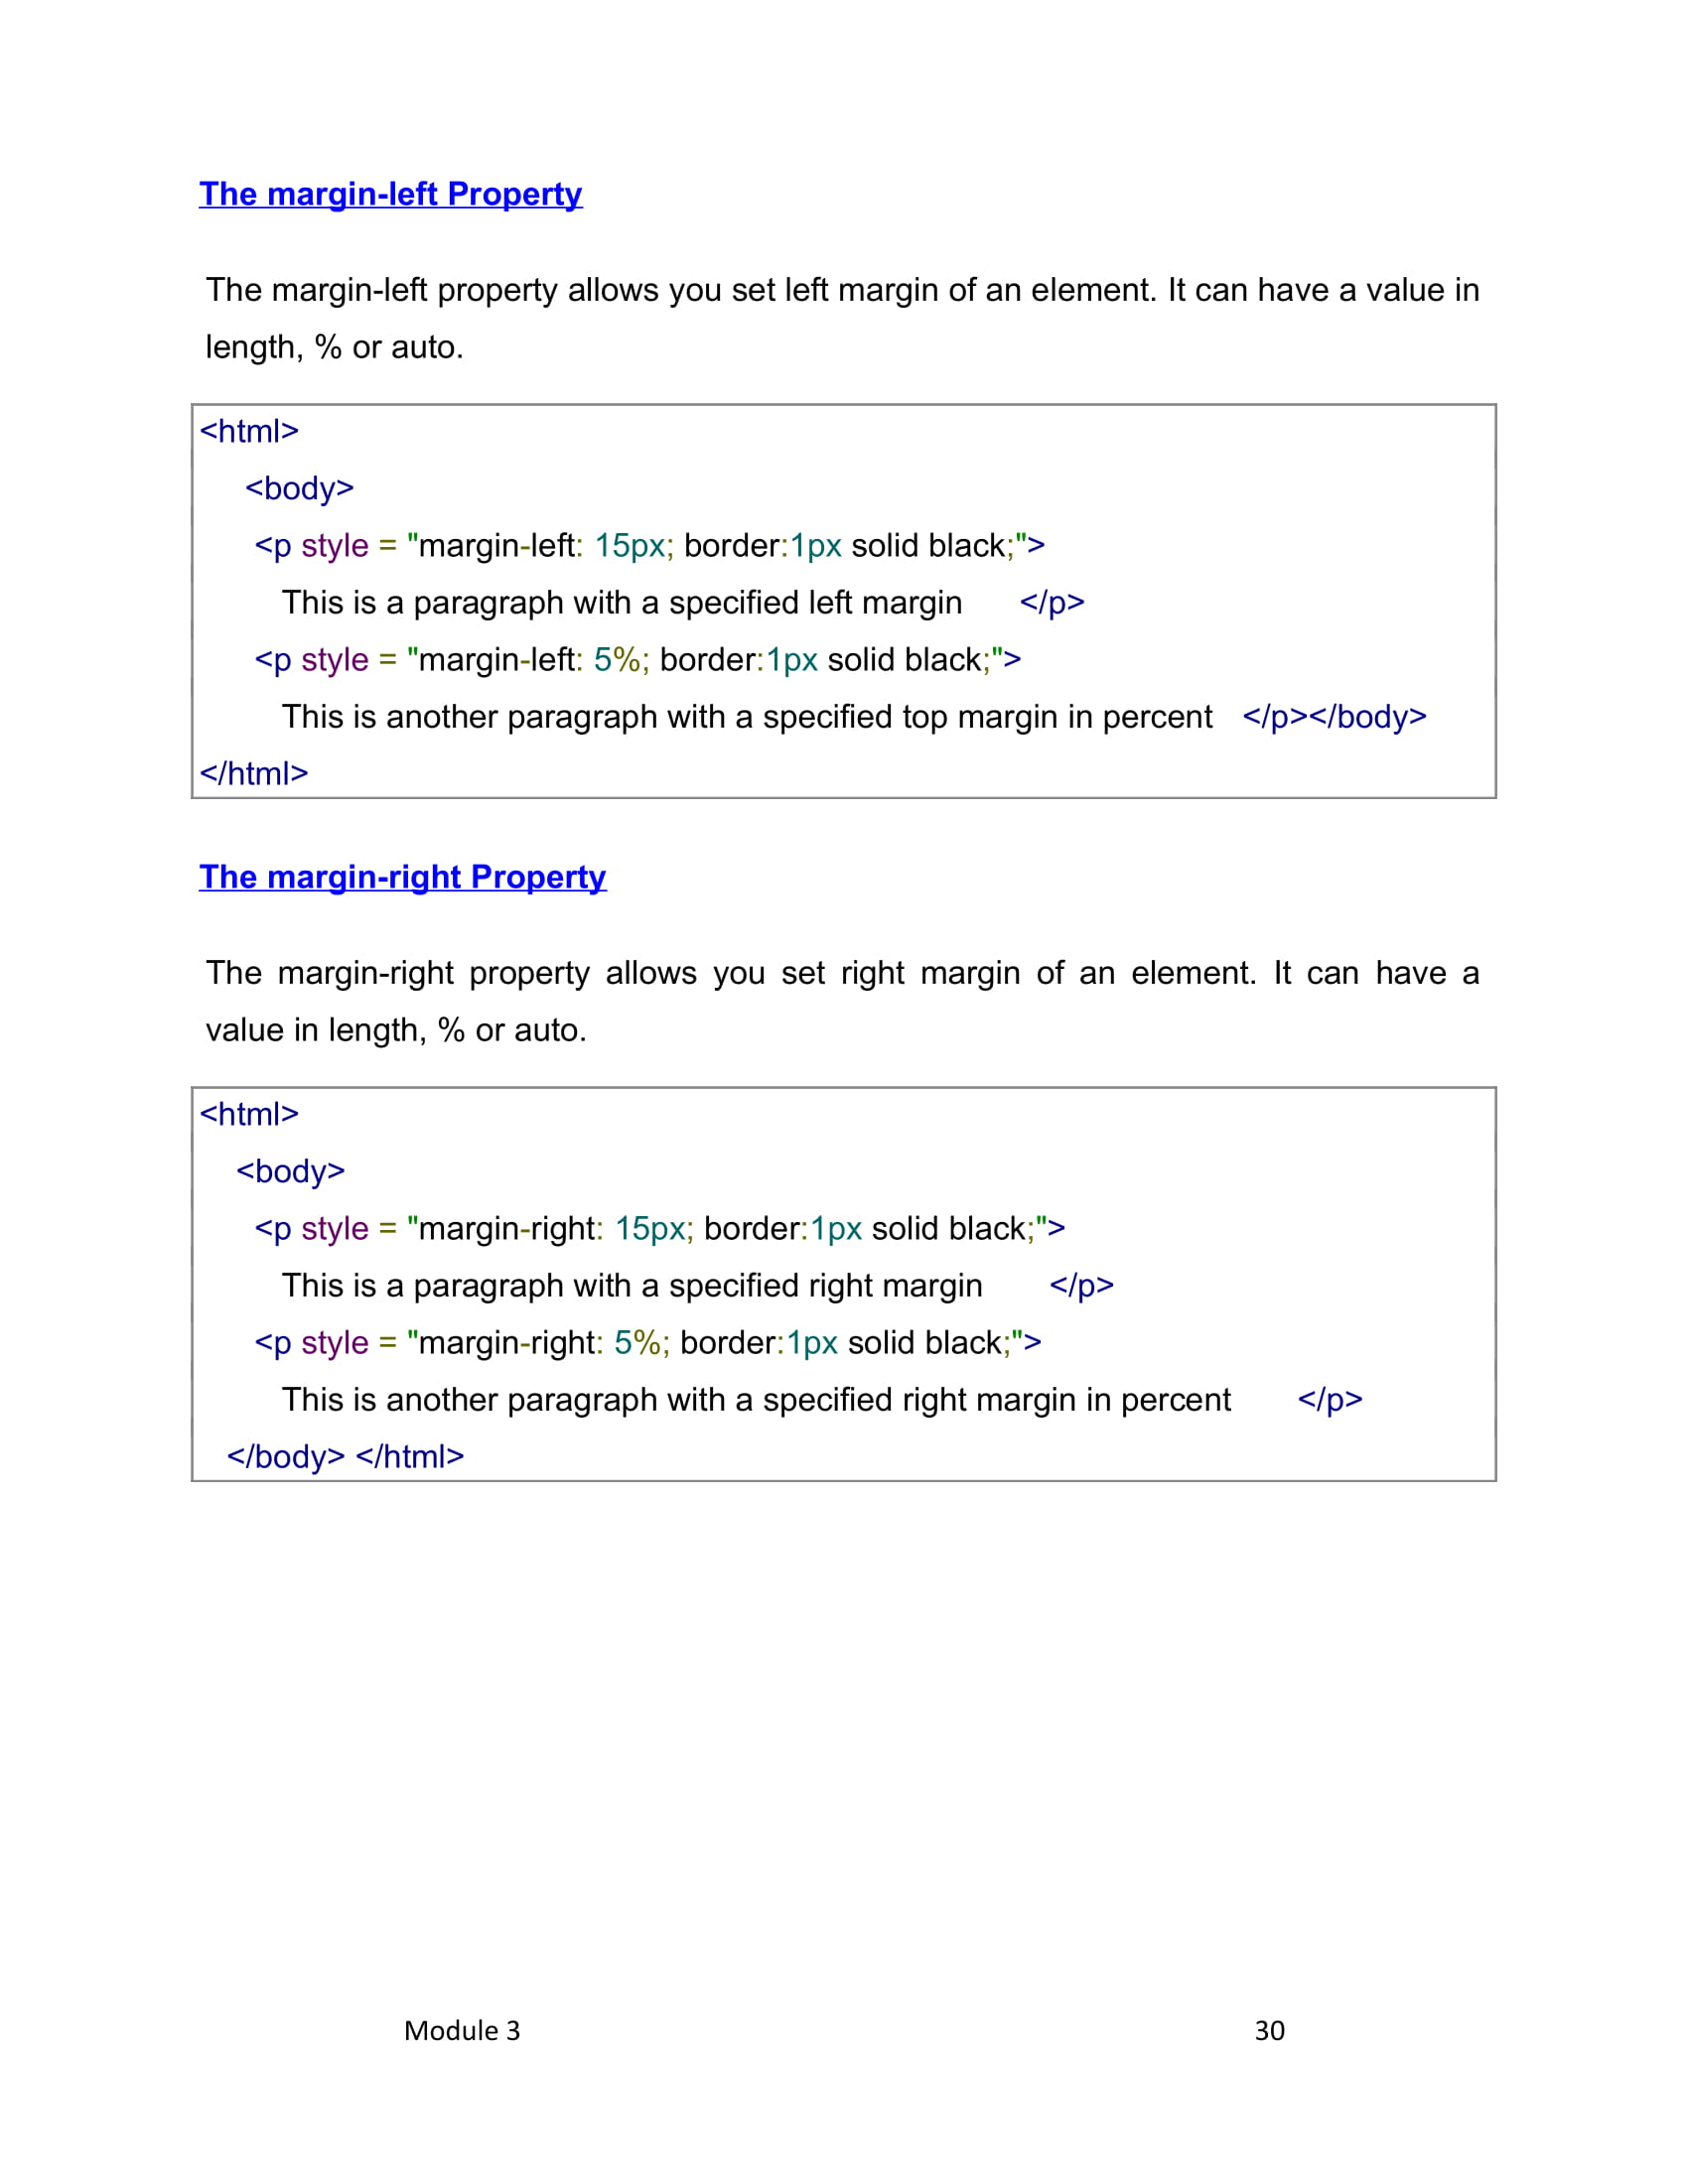 The margin-left Property
The margin-left property allows you set left margin of an element. It can have a value in
length, % or auto.
<html>
<body>
<p style = "margin-left: 15px; border:1px solid black;">
This is a paragraph with a specified left margin </p>
<p style = "margin-left: 5%; border:1px solid black;">
This is another paragraph with a specified top margin in percent </p></body>
</html>
The margin-right Property
The margin-right property allows you set right margin of an element. It can have a
value in length, % or auto.
<html>
<body>
<p style = "margin-right: 15px; border:1px solid black;">
This is a paragraph with a specified right margin </p>
<p style = "margin-right: 5%; border:1px solid black;">
This is another paragraph with a specified right margin in percent </p>
</body> </html>
Module 3 30